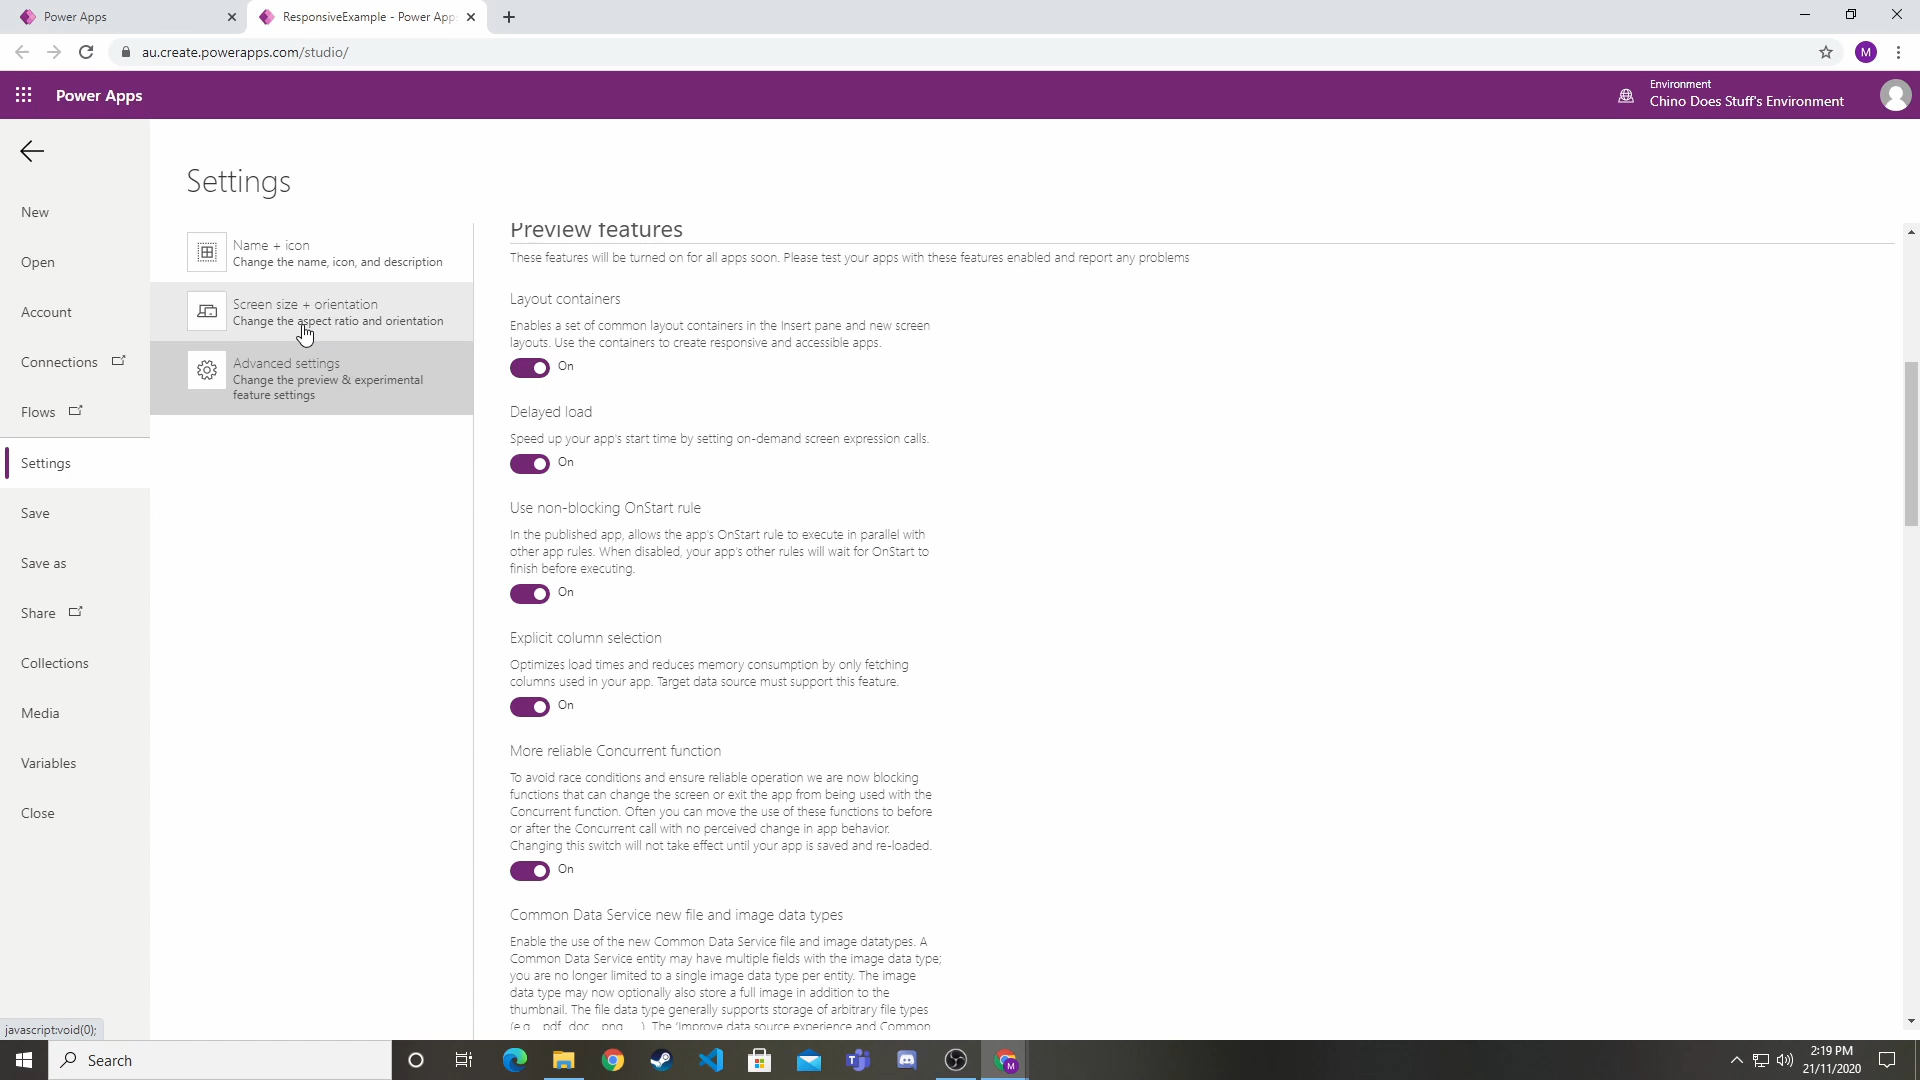 Power Apps
ResponsiveExample - Power App
au.create.powerapps.com/studio/
M
Power Apps
Environment
Chino Does Stuff's Environment
New
Open
Account
Connections
Flows
Settings
Save
Save as
Share
Collections
Media
Variables
Close
Settings
Name + icon
Change the name, icon, and description
Screen size + orientation
Change the aspect ratio and orientation
Advanced settings
Change the preview & experimental
feature settings
Preview features
These features will be turned on for all apps soon. Please test your apps with these features enabled and report any problems
Layout containers
Enables a set of common layout containers in the Insert pane and new screen
layouts. Use the containers to create responsive and accessible apps.
On
Delayed load
Speed up your app's start time by setting on-demand screen expression calls.
On
Use non-blocking OnStart rule
In the published app, allows the app's OnStart rule to execute in parallel with
other app rules. When disabled, your app's other rules will wait for OnStart to
finish before executing.
On
Explicit column selection
Optimizes load times and reduces memory consumption by only fetching
columns used in your app. Target data source must support this feature.
On
More reliable Concurrent function
To avoid race conditions and ensure reliable operation we are now blocking
functions that can change the screen or exit the app from being used with the
Concurrent function. Often you can move the use of these functions to before
or after the Concurrent call with no perceived change in app behavior.
Changing this switch will not take effect until your app is saved and re-loaded.
On
Common Data Service new file and image data types
Enable the use of the new Common Data Service file and image datatypes. A
Common Data Service entity may have multiple fields with the image data type;
you are no longer limited to a single image data type per entity. The image
data type may now optionally also store a full image in addition to the
thumbnail. The file data type generally supports storage of arbitrary file types
(e.g., .pdf, .doc, .png, ...). The 'Improve data source experience and Common
javascript:void(0);
Search
M
2:19 PM
21/11/2020